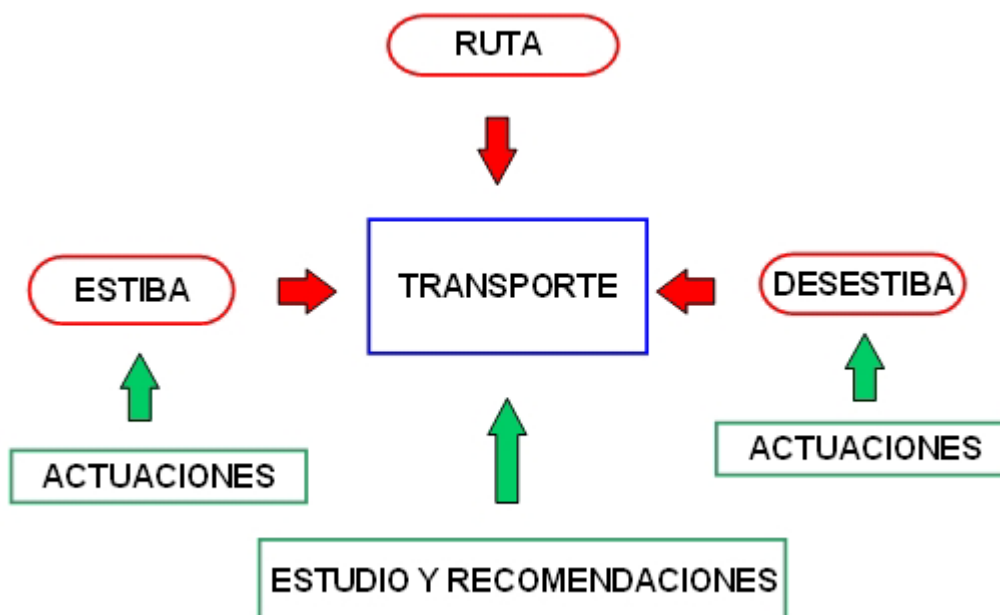 RUTA
ESTIBA
TRANSPORTE
DESESTIBA
ACTUACIONES
ACTUACIONES
ESTUDIO Y RECOMENDACIONES